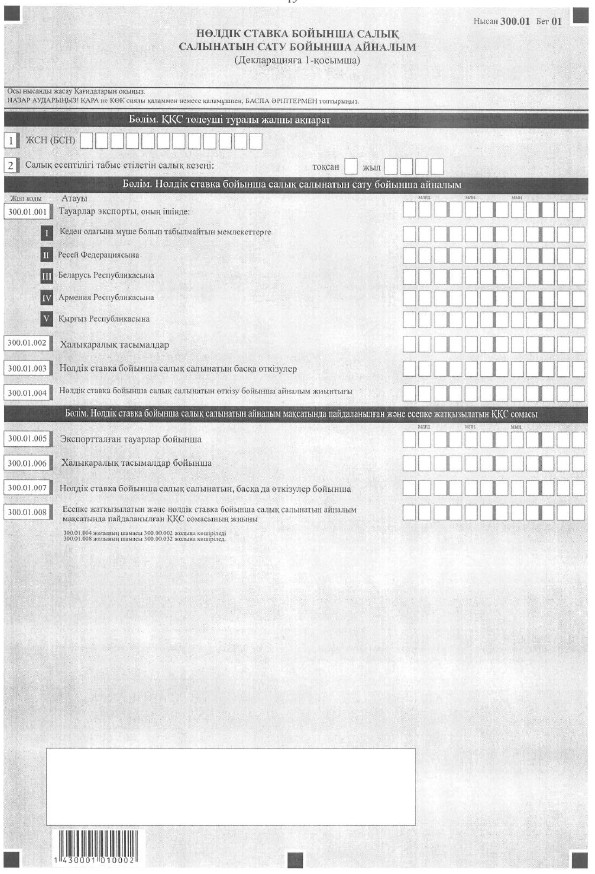 Нысан 300.01 Бет 01
НӨЛДІК СТАВКА БОЙЫНША САЛЫҚ
САЛЫНАТЫН САТУ БОЙЫНША АЙНАЛЫМ
(Декларацияға 1-қосымша)
Осы нысанды жасау Қағидаларын оқыңыз.
НАЗАР АУДАРЫҢЫЗ! ҚАРА не КӨК сиялы қаламмен немесе қаламұшпен, БАСПА ӘРІПТЕРМЕН толтырыңыз.
Бөлім. ҚҚС төлеуші туралы жалпы ақпарат
1 ЖСН (БСН)
2 Салық есептілігі табыс етілетін салық кезеңі: тоқсан жыл
Бөлім. Нөлдік ставка бойынша салық салынатын сату бойынша айналым
Жол коды Атауы млрд. млн. мың.
300.01.001 Тауарлар экспорты, оның ішінде:
I Кеден одағына мүше болып табылмайтын мемлекеттерге
II Ресей Федерациясына
III Беларусь Республикасына
IV Армения Республикасына
V Қырғыз Республикасына
300.01.002 Халықаралық тасымалдар
300.01.003 Нөлдік ставка бойынша салық салынатын басқа өткізулер
300.01.004 Нөлдік ставка бойынша салық салынатын өткізу бойынша айналым жиынтығы
Бөлім. Нөлдік ставка бойынша салық салынатын айналым мақсатында пайдаланылған және есепке жатқызылатын ҚҚС сомасы
млрд. млн. мың.
300.01.005 Экспортталған тауарлар бойынша
300.01.006 Халықаралық тасымалдар бойынша
300.01.007 Нөлдік ставка бойынша салық салынатын, басқа да өткізулер бойынша
300.01.008 Есепке жатқызылатын және нөлдік ставка бойынша салық салынатын айналым
мақсатында пайдаланылған ҚҚС сомасының жиыны
300.01.004 жолының шамасы 300.00.002 жолына көшіріледі
300.01.008 жолының шамасы 300.00.032 жолына көшіріледі.
1 430001 010002